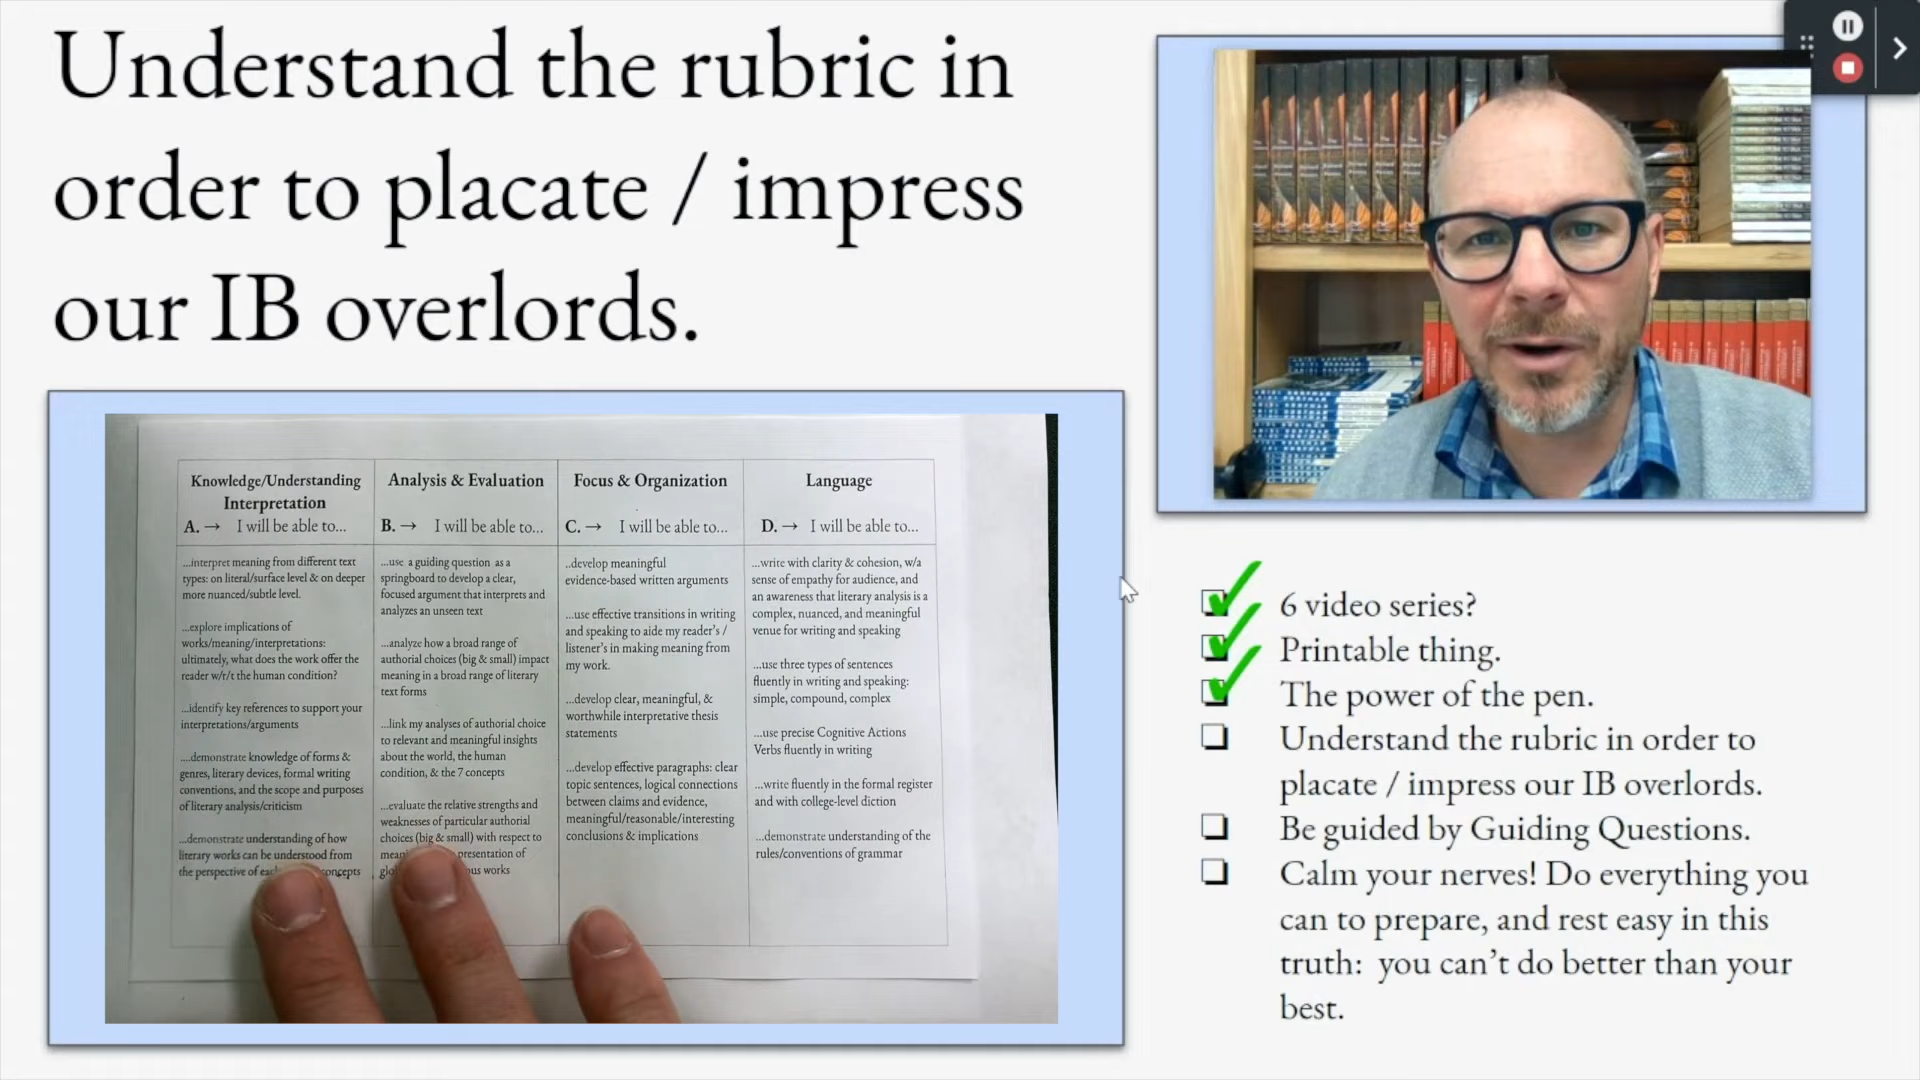 Understand the rubric in
order to placate / impress
our IB overlords.
Knowledge/Understanding
Interpretation
A. → I will be able to...
...interpret meaning from different text
types: on literal/surface level & on deeper
more nuanced/subtle level.
...explore implications of
works/meaning/interpretations:
ultimately, what does the work offer the
reader w/r/t the human condition?
...identify key references to support your
interpretations/arguments
....demonstrate knowledge of forms &
genres, literary devices, formal writing
conventions, and the scope and purposes
of literary analysis/criticism
...demonstrate understanding of how
literary works can be understood from
the perspective of concepts
Analysis & Evaluation
B. → I will be able to...
...use a guiding question as a
springboard to develop a clear,
focused argument that interprets and
analyzes an unseen text
...analyze how a broad range of
authorial choices (big & small) impact
meaning in a broad range of literary
text forms
...link my analyses of authorial choice
to relevant and meaningful insights
about the world, the human
condition, & the 7 concepts
...evaluate the relative strengths and
weaknesses of particular authorial
choices (big & small) with respect to
presentation of
works
Focus & Organization
C. → I will be able to...
..develop meaningful
evidence-based written arguments
...use effective transitions in writing
and speaking to aide my reader's /
listener's in making meaning from
my work.
...develop clear, meaningful, &
worthwhile interpretative thesis
statements
...develop effective paragraphs: clear
topic sentences, logical connections
between claims and evidence,
meaningful/reasonable/interesting
conclusions & implications
Language
D. → I will be able to...
...write with clarity & cohesion, w/a
sense of empathy for audience, and
an awareness that literary analysis is a
complex, nuanced, and meaningful
venue for writing and speaking
...use three types of sentences
fluently in writing and speaking:
simple, compound, complex
...use precise Cognitive Actions
Verbs fluently in writing
...write fluently in the formal register
and with college-level diction
...demonstrate understanding of the
rules/conventions of grammar
6 video series?
Printable thing.
The power of the pen.
Understand the rubric in order to
placate / impress our IB overlords.
Be guided by Guiding Questions.
Calm your nerves! Do everything you
can to prepare, and rest easy in this
truth: you can't do better than your
best.